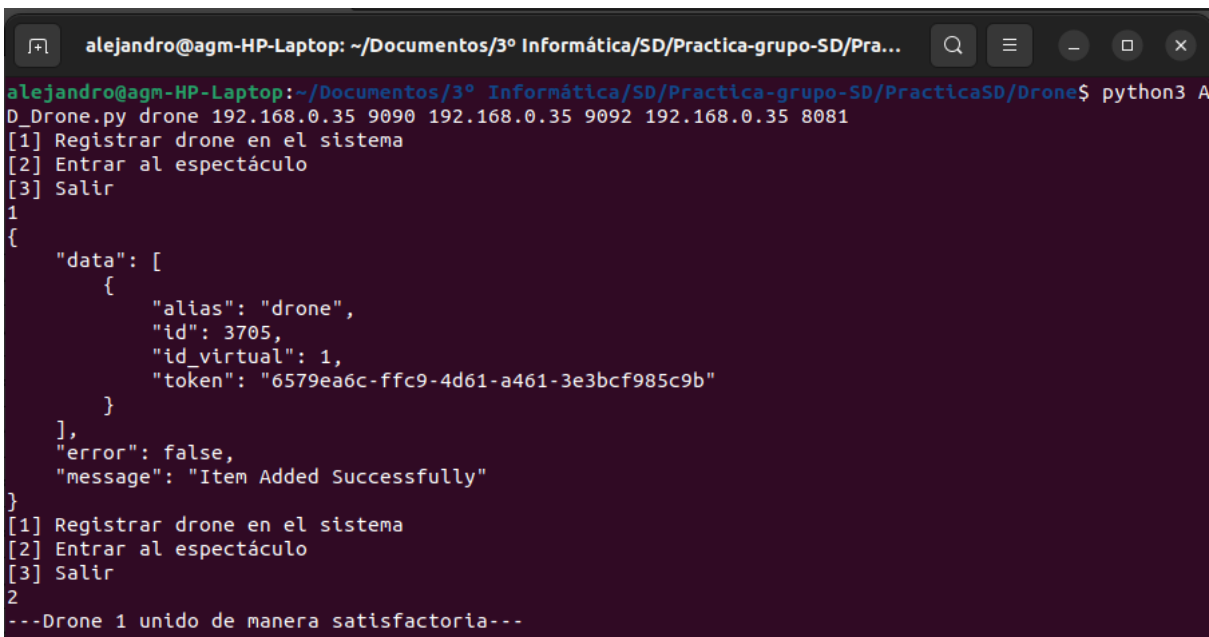 alejandro@agm-HP-Laptop: ~/Documentos/3º Informática/SD/Practica-grupo-SD/Pra...
alejandro@agm-HP-Laptop:~/Documentos/3º Informática/SD/Practica-grupo-SD/PracticaSD/Drone$ python3 A
D_Drone.py drone 192.168.0.35 9090 192.168.0.35 9092 192.168.0.35 8081
[1] Registrar drone en el sistema
[2] Entrar al espectáculo
[3] Salir
1
{
    "data": [
        {
            "alias": "drone",
            "id": 3705,
            "id_virtual": 1,
            "token": "6579ea6c-ffc9-4d61-a461-3e3bcf985c9b"
        }
    ],
    "error": false,
    "message": "Item Added Successfully"
}
[1] Registrar drone en el sistema
[2] Entrar al espectáculo
[3] Salir
2
---Drone 1 unido de manera satisfactoria---